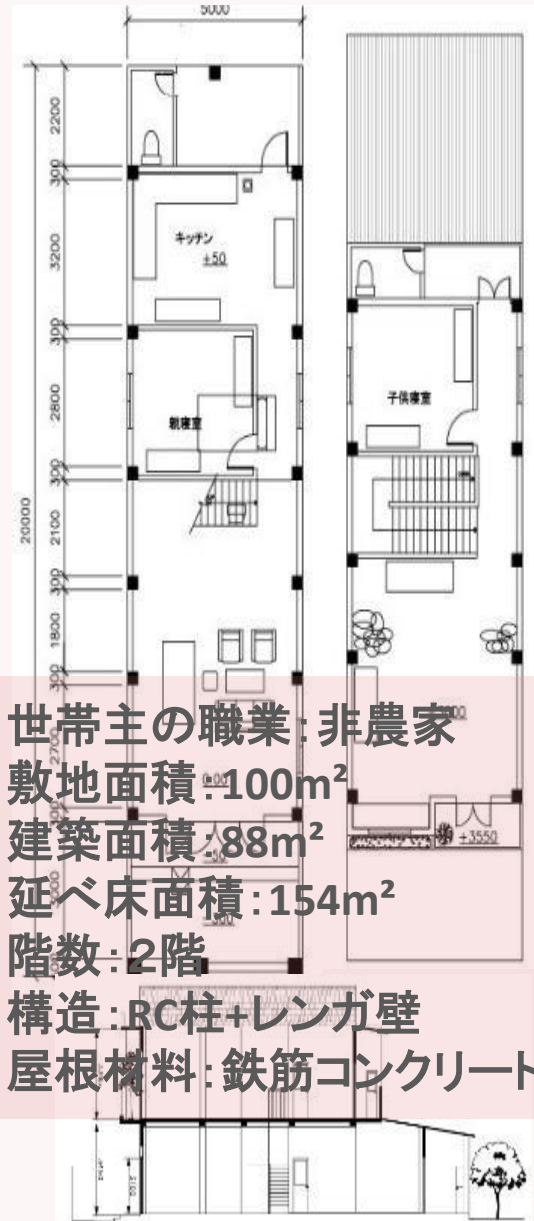 5000
2200
300
3200
300
2800
300
2100
300
1800
300
2700
20000
キッチン
±50
親寝室
子供寝室
+3550
世帯主の職業:非農家
敷地面積:100m²
建築面積:88m²
延べ床面積:154m²
階数:2階
構造:RC柱+レンガ壁
屋根材料:鉄筋コンクリート